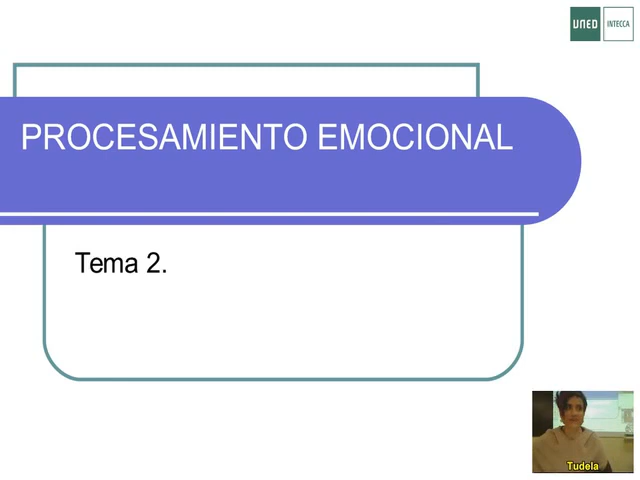 UNED INTECCA
PROCESAMIENTO EMOCIONAL
Tema 2.
Tudela